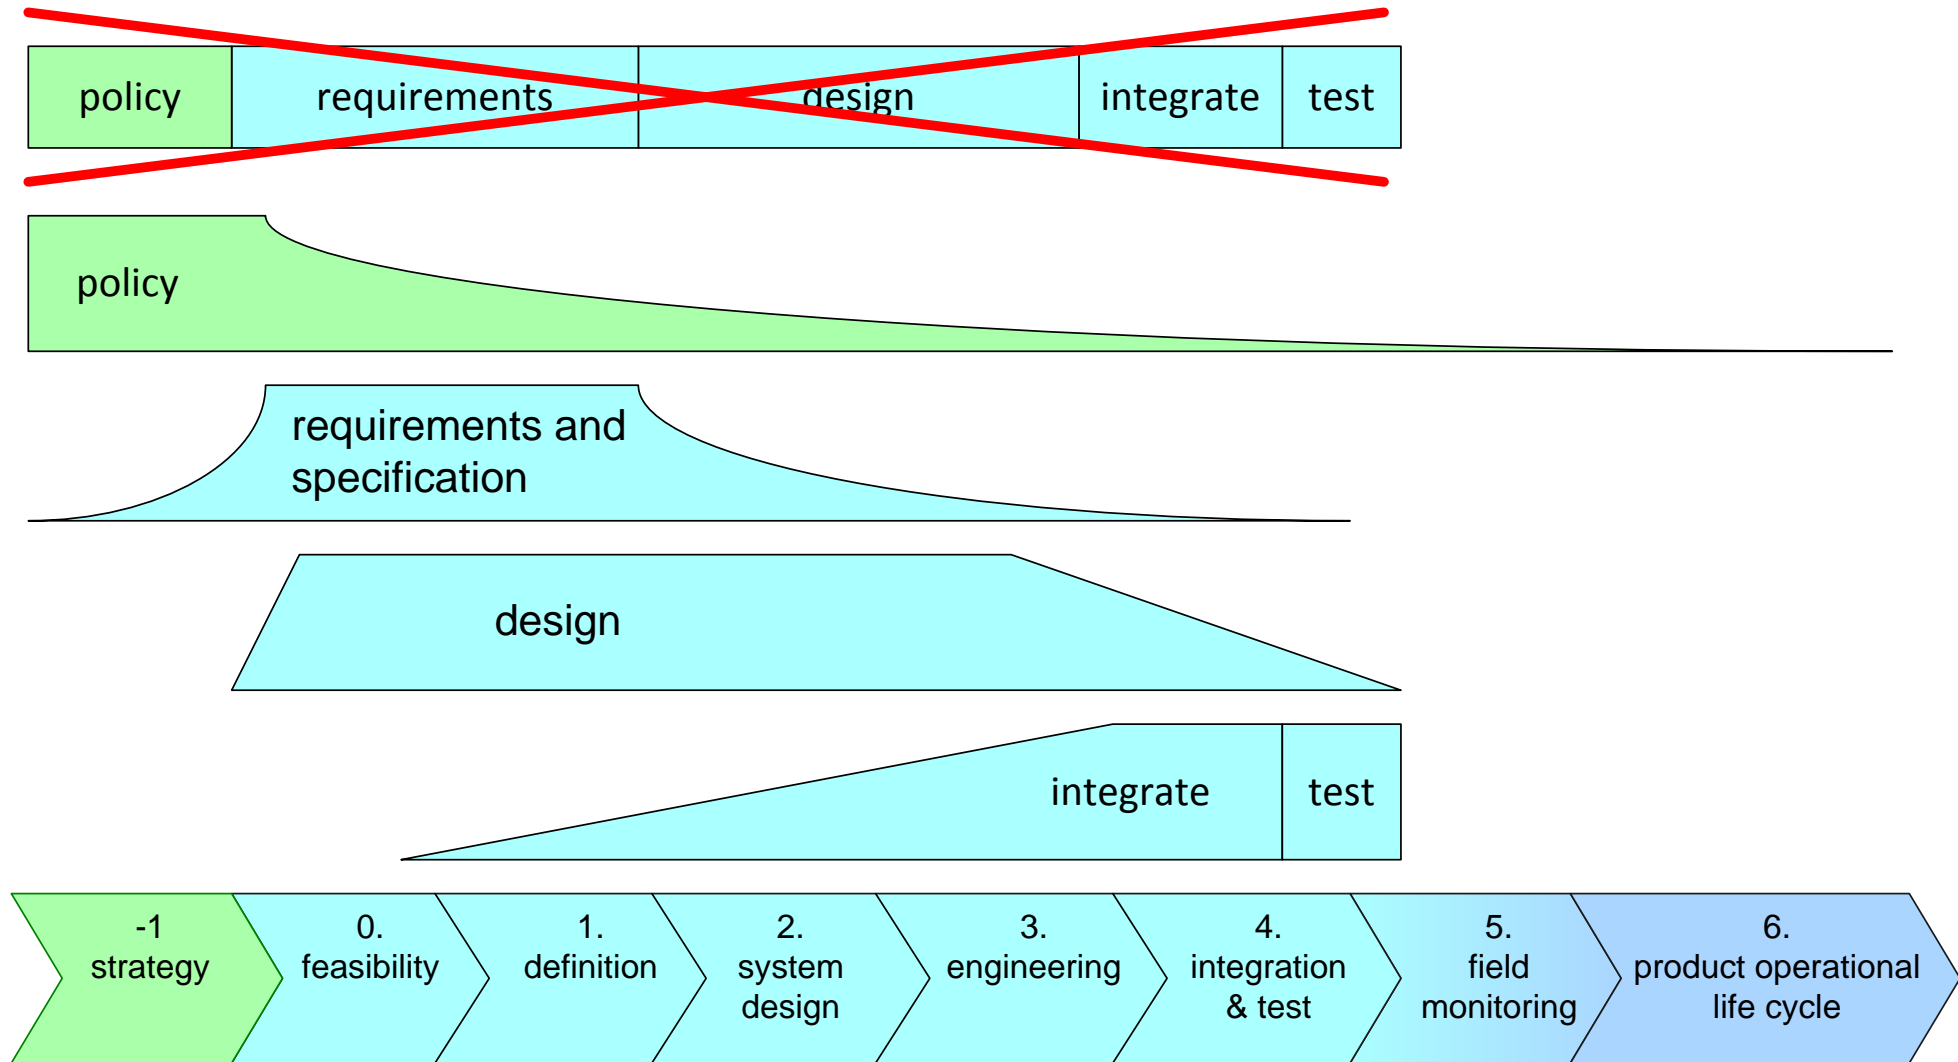 policy requirements design integrate test
policy
requirements and
specification
design
integrate test
-1
strategy
0.
feasibility
1.
definition
2.
system
design
3.
engineering
4.
integration
& test
5.
field
monitoring
6.
product operational
life cycle